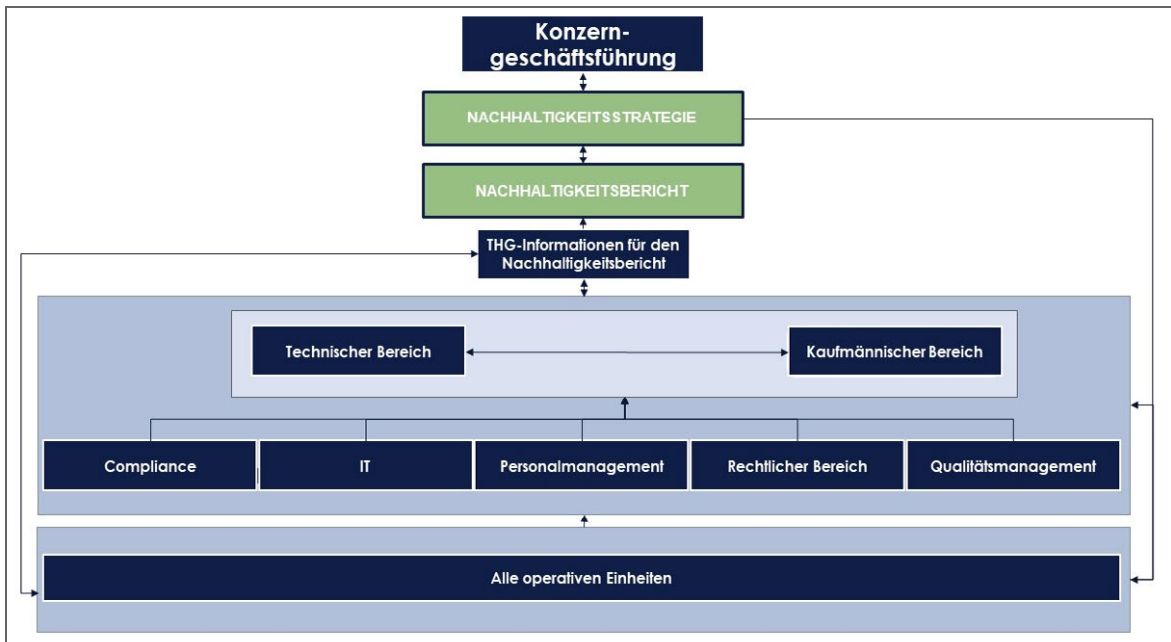 Konzern-
geschäftsführung
NACHHALTIGKEITSSTRATEGIE
NACHHALTIGKEITSBERICHT
THG-Informationen für den
Nachhaltigkeitsbericht
Technischer Bereich
Kaufmännischer Bereich
Compliance
IT
Personalmanagement
Rechtlicher Bereich
Qualitätsmanagement
Alle operativen Einheiten